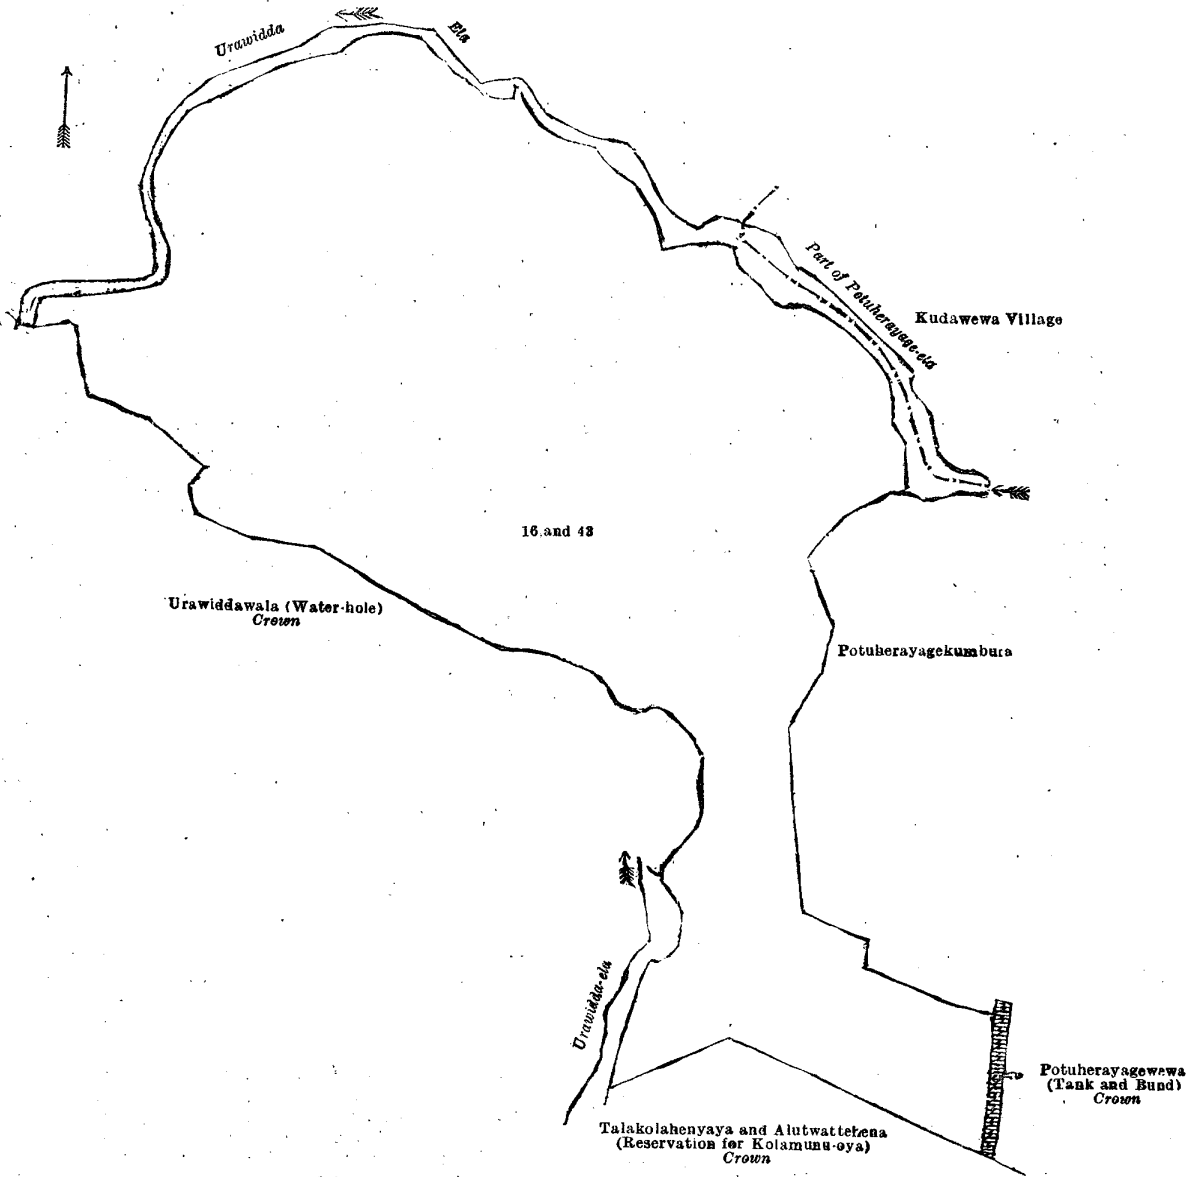 Urawidda Ela
Part of Potuherayage-ela
Kudawewa Village
16 and 43
Urawiddawala (Water-hole)
Crown
Potuherayagekumbura
Urawidda-ela
Potuherayagewewa
(Tank and Bund)
Crown
Talakolahenyaya and Alutwattehena
(Reservation for Kolamunu-oya)
Crown